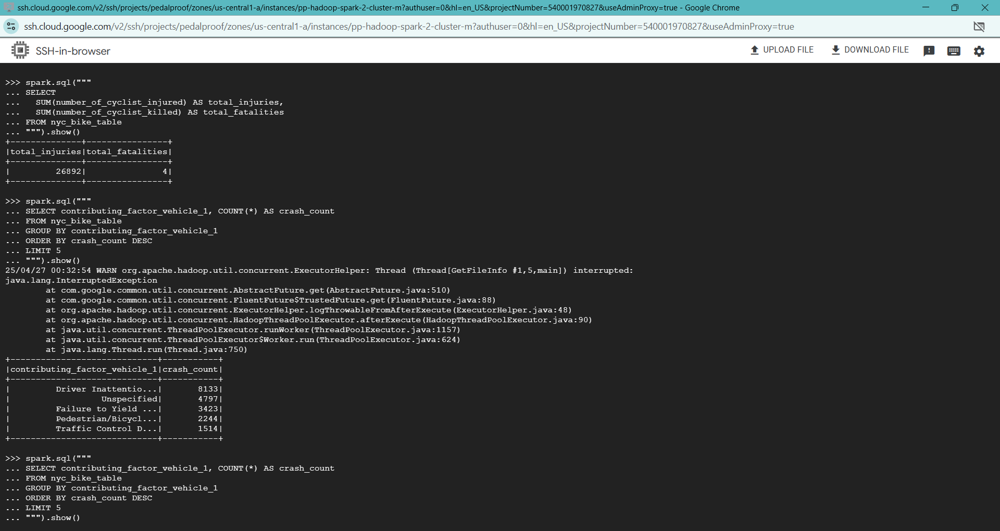 ssh.cloud.google.com/v2/ssh/projects/pedalproof/zones/us-central1-a/instances/pp-hadoop-spark-2-cluster-m?authuser=0&hl=en_US&projectNumber=540001970827&useAdminProxy=true - Google Chrome
ssh.cloud.google.com/v2/ssh/projects/pedalproof/zones/us-central1-a/instances/pp-hadoop-spark-2-cluster-m?authuser=0&hl=en_US&projectNumber=540001970827&useAdminProxy=true
SSH-in-browser
UPLOAD FILE
DOWNLOAD FILE
>>> spark.sql("""
... SELECT
...   SUM(number_of_cyclist_injured) AS total_injuries,
...   SUM(number_of_cyclist_killed) AS total_fatalities
... FROM nyc_bike_table
... """).show()
+--------------+----------------+
|total_injuries|total_fatalities|
+--------------+----------------+
|         26892|               4|
+--------------+----------------+
>>> spark.sql("""
... SELECT contributing_factor_vehicle_1, COUNT(*) AS crash_count
... FROM nyc_bike_table
... GROUP BY contributing_factor_vehicle_1
... ORDER BY crash_count DESC
... LIMIT 5
... """).show()
25/04/27 00:32:54 WARN org.apache.hadoop.util.concurrent.ExecutorHelper: Thread (Thread[GetFileInfo #1,5,main]) interrupted:
java.lang.InterruptedException
        at com.google.common.util.concurrent.AbstractFuture.get(AbstractFuture.java:510)
        at com.google.common.util.concurrent.FluentFuture$TrustedFuture.get(FluentFuture.java:88)
        at org.apache.hadoop.util.concurrent.ExecutorHelper.logThrowableFromAfterExecute(ExecutorHelper.java:48)
        at org.apache.hadoop.util.concurrent.HadoopThreadPoolExecutor.afterExecute(HadoopThreadPoolExecutor.java:90)
        at java.util.concurrent.ThreadPoolExecutor.runWorker(ThreadPoolExecutor.java:1157)
        at java.util.concurrent.ThreadPoolExecutor$Worker.run(ThreadPoolExecutor.java:624)
        at java.lang.Thread.run(Thread.java:750)
+-----------------------------+-----------+
|contributing_factor_vehicle_1|crash_count|
+-----------------------------+-----------+
|         Driver Inattentio...|       8133|
|                  Unspecified|       4797|
|         Failure to Yield ...|       3423|
|         Pedestrian/Bicycl...|       2244|
|         Traffic Control D...|       1514|
+-----------------------------+-----------+
>>> spark.sql("""
... SELECT contributing_factor_vehicle_1, COUNT(*) AS crash_count
... FROM nyc_bike_table
... GROUP BY contributing_factor_vehicle_1
... ORDER BY crash_count DESC
... LIMIT 5
... """).show()